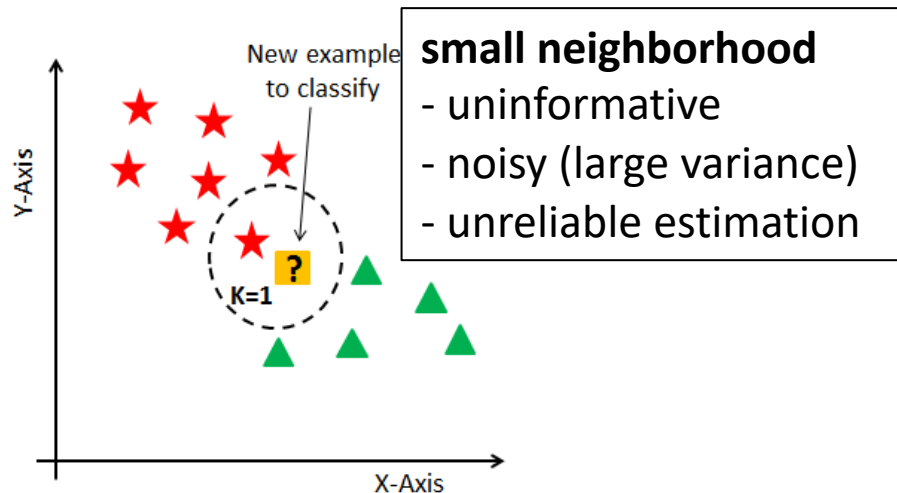 New example
to classify
small neighborhood
- uninformative
- noisy (large variance)
- unreliable estimation
Y-Axis
?
K=1
X-Axis